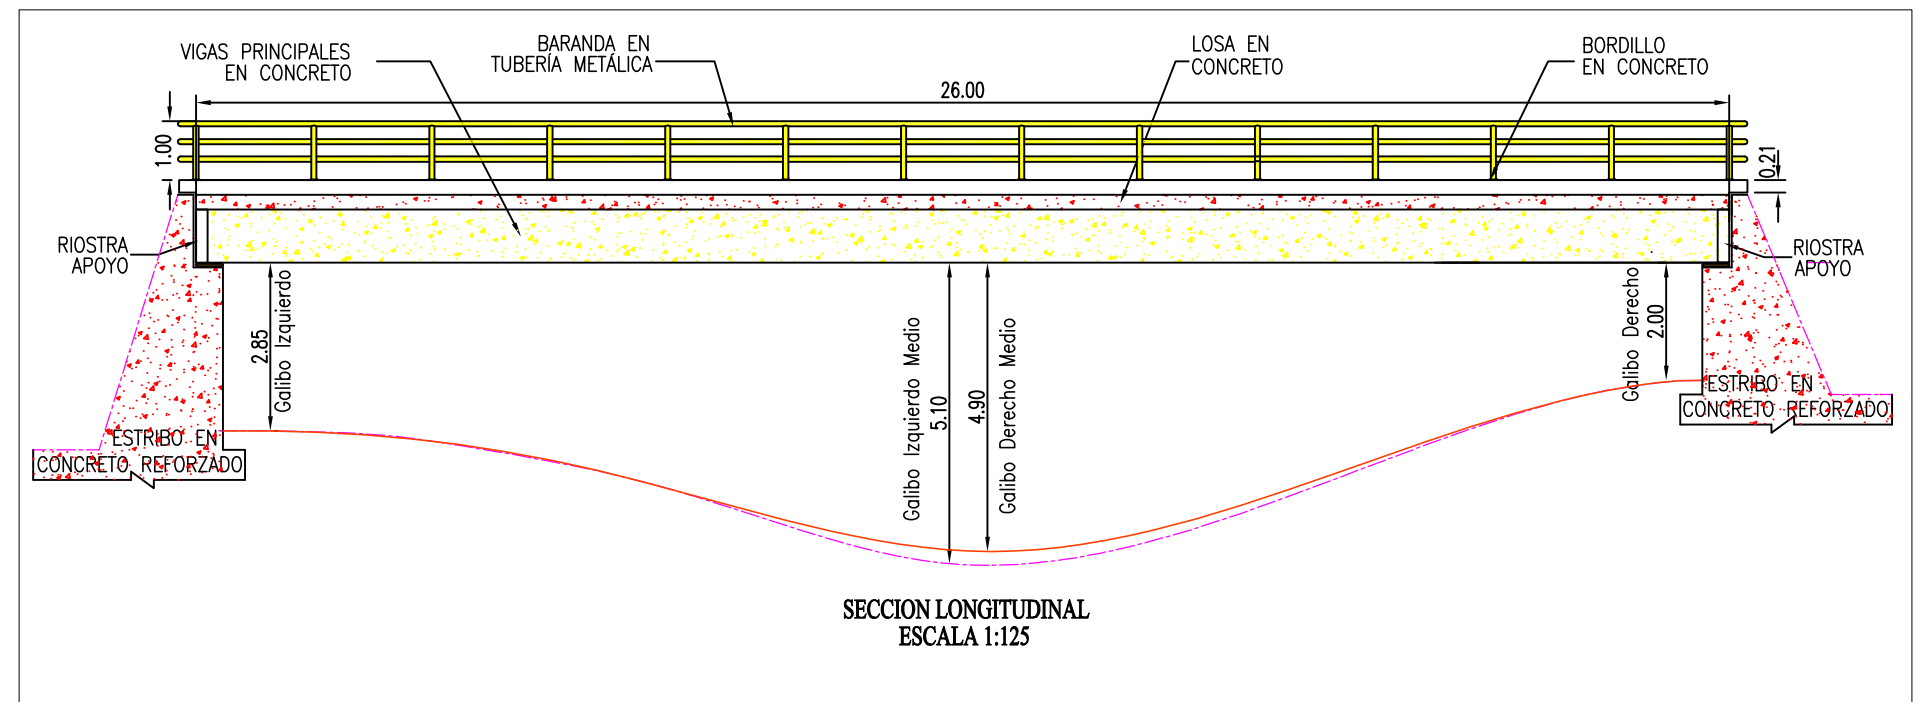 VIGAS PRINCIPALES
EN CONCRETO
BARANDA EN
TUBERÍA METÁLICA
LOSA EN
CONCRETO
BORDILLO
EN CONCRETO
26.00
1.00
0.21
RIOSTRA
APOYO
RIOSTRA
APOYO
2.85
Galibo Izquierdo
Galibo Izquierdo Medio
5.10
4.90
Galibo Derecho Medio
Galibo Derecho
2.00
ESTRIBO EN
CONCRETO REFORZADO
ESTRIBO EN
CONCRETO REFORZADO
SECCION LONGITUDINAL
ESCALA 1:125